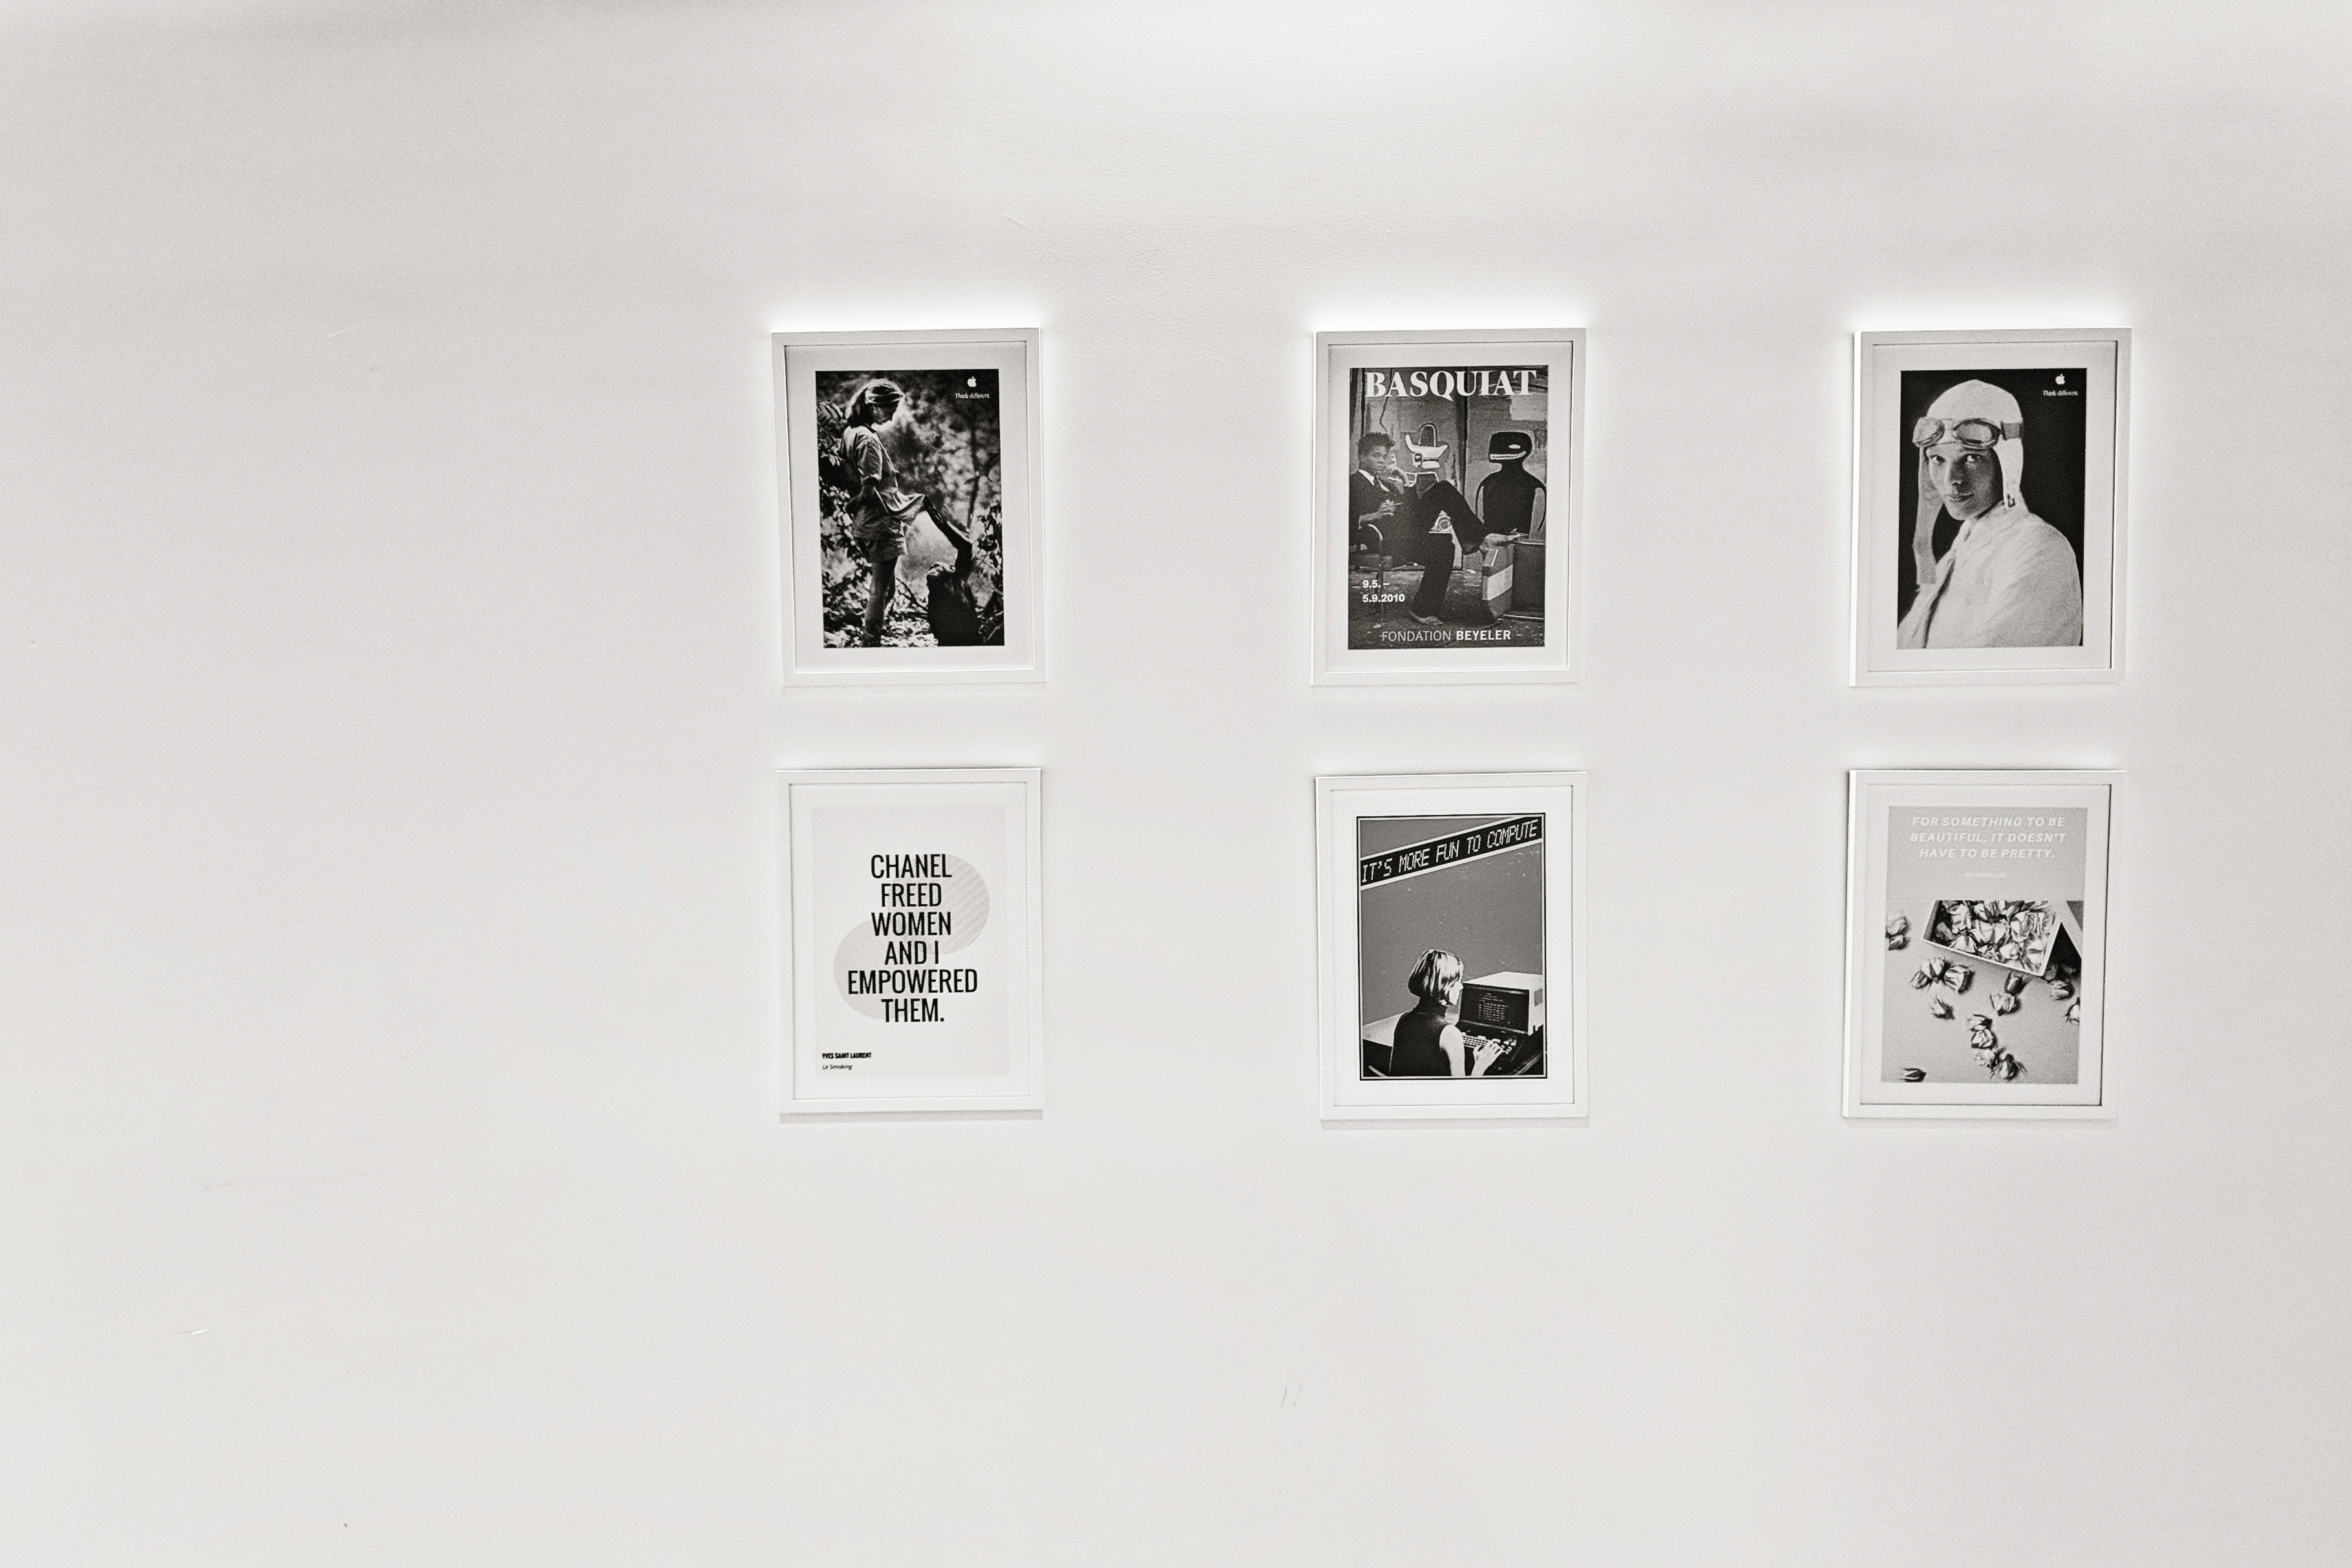 Think different.
BASQUIAT
9.5. –
5.9.2010
FONDATION BEYELER
Think different.
CHANEL
FREED
WOMEN
AND I
EMPOWERED
THEM.
YVES SAINT LAURENT
Le Smoking
IT'S MORE FUN TO COMPUTE
FOR SOMETHING TO BE
BEAUTIFUL, IT DOESN'T
HAVE TO BE PRETTY.